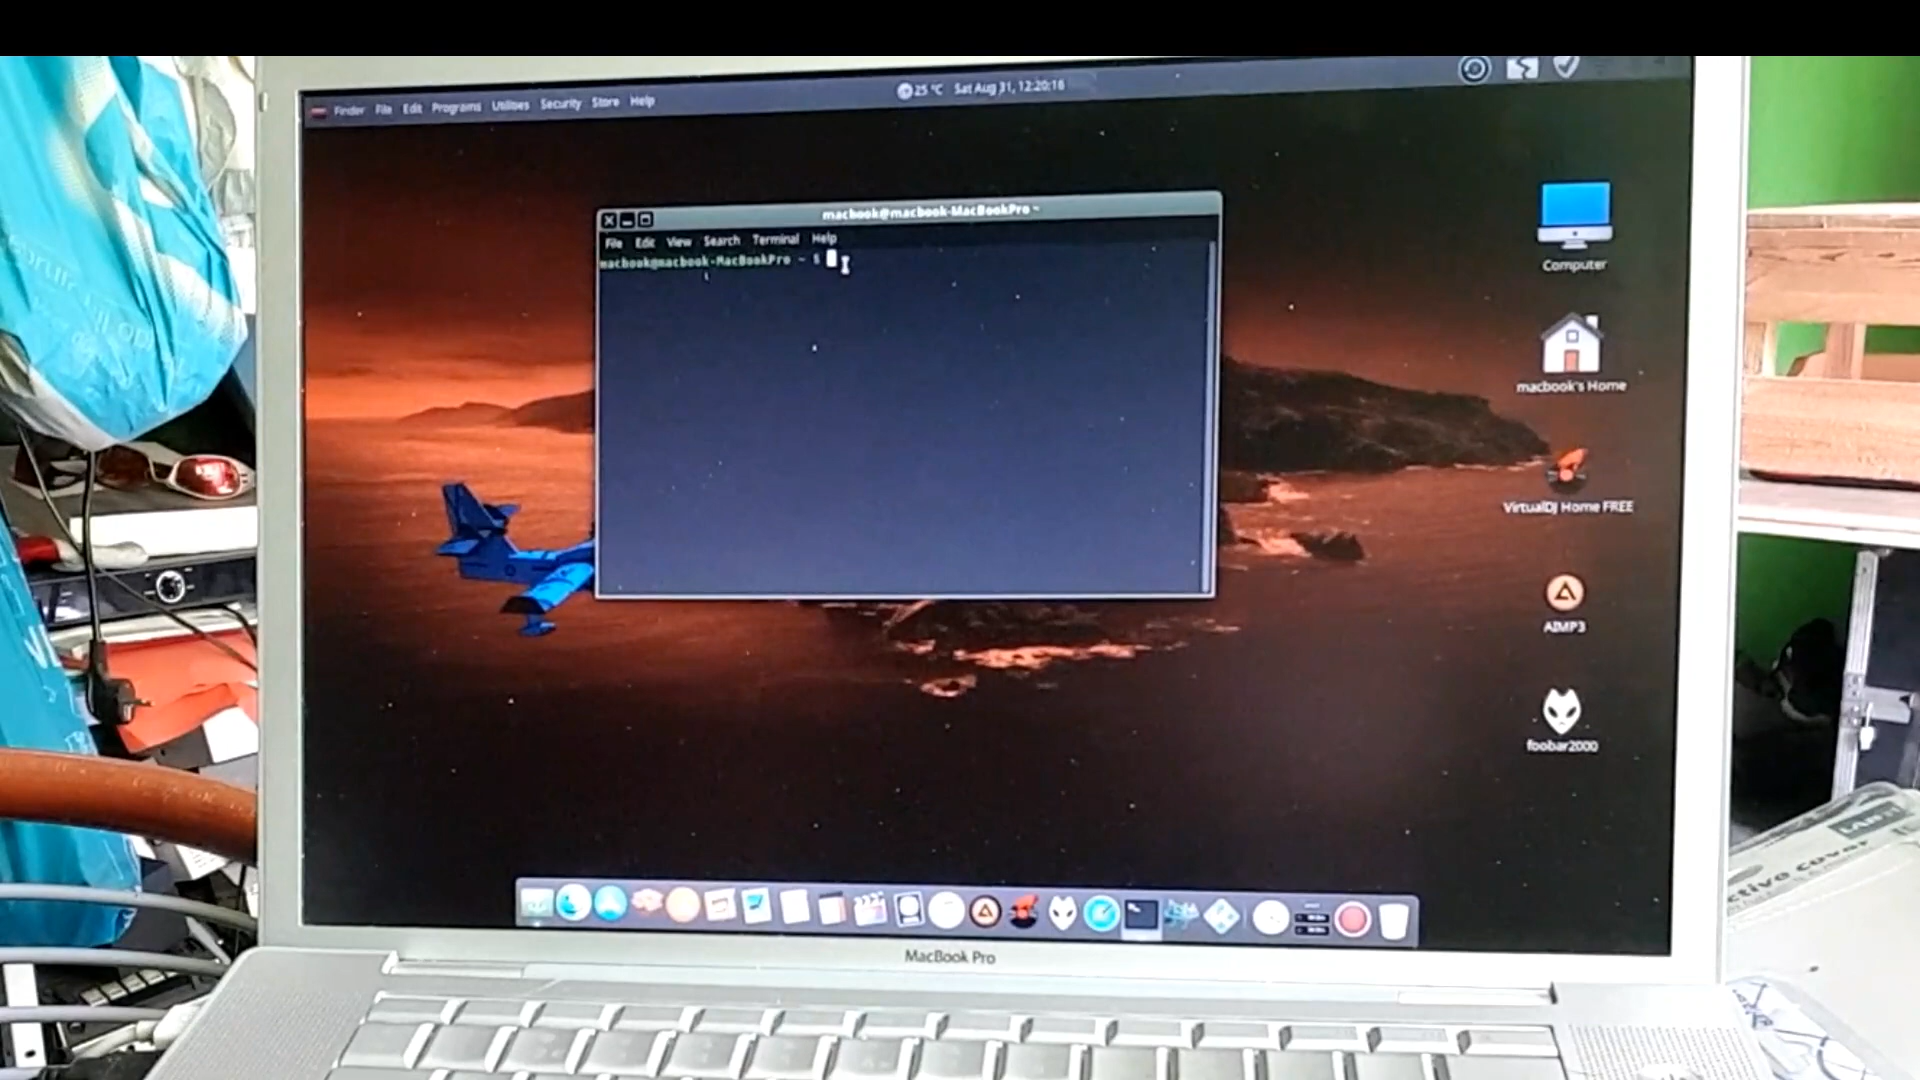 Finder File Edit Programs Utilities Security Store Help
25 °C Sat Aug 31, 12:20:16
macbook@macbook-MacBookPro ~
File Edit View Search Terminal Help
macbook@macbook-MacBookPro ~ $
Computer
macbook's Home
VirtualDJ Home FREE
AIMP3
foobar2000
MacBook Pro